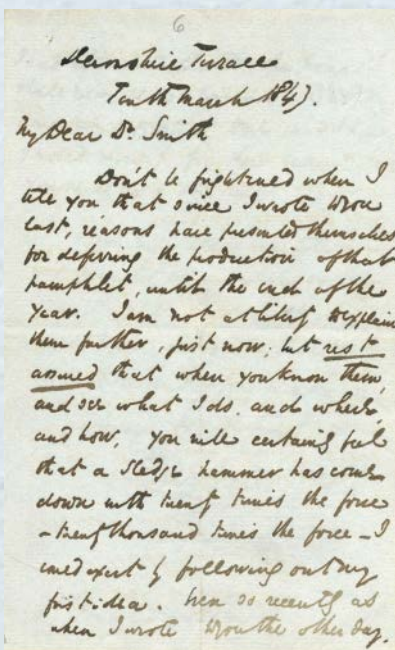 6
Devonshire Terrace
Tenth March 1843.
My Dear Dr. Smith
Don't be frightened when I
tell you that since I wrote to you
last, reasons have presented themselves
for deferring the production of that
pamphlet, until the end of the
year. I am not at liberty to explain
them further, just now; but rest
assured that when you know them,
and see what I do, and where,
and how, you will certainly feel
that a Sledge hammer has come
down with twenty times the force
- twenty thousand times the force - I
could exert by following out my
first idea. Even so recently as
when I wrote to you the other day,